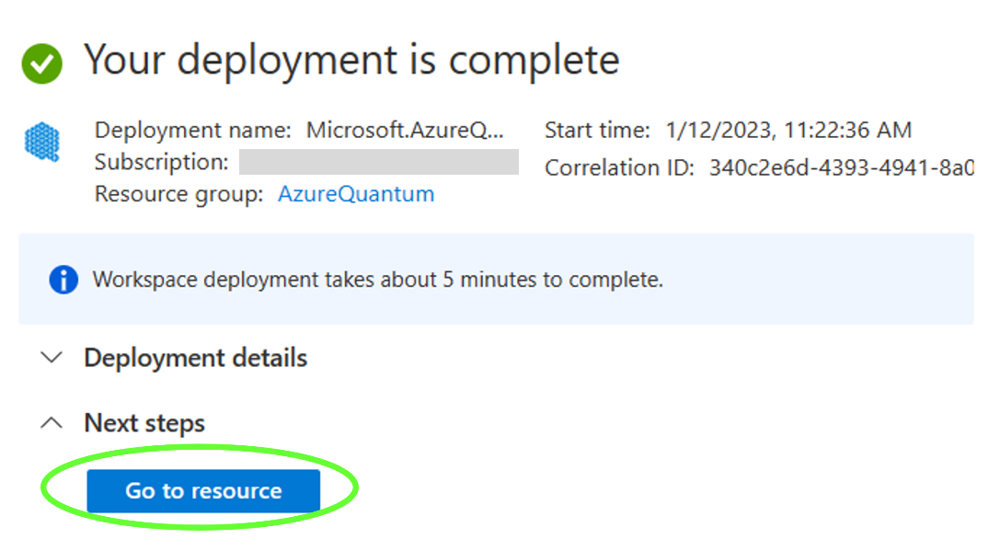 Your deployment is complete
Deployment name: Microsoft.AzureQ...
Start time: 1/12/2023, 11:22:36 AM
Subscription:
Correlation ID: 340c2e6d-4393-4941-8a0
Resource group: AzureQuantum
Workspace deployment takes about 5 minutes to complete.
Deployment details
Next steps
Go to resource